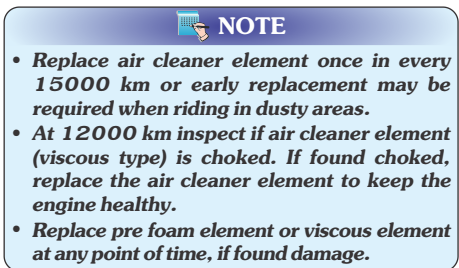 NOTE
• Replace air cleaner element once in every
15000 km or early replacement may be
required when riding in dusty areas.
• At 12000 km inspect if air cleaner element
(viscous type) is choked. If found choked,
replace the air cleaner element to keep the
engine healthy.
• Replace pre foam element or viscous element
at any point of time, if found damage.